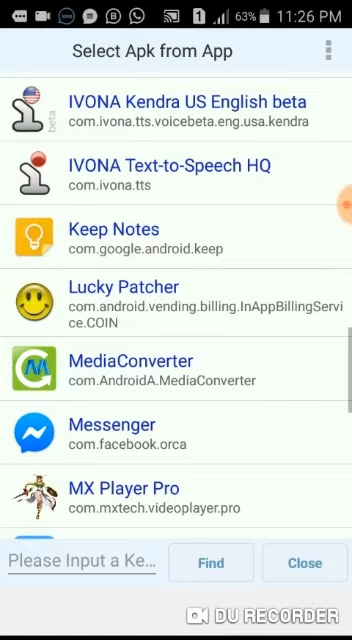 1 63% 11:26 PM
Select Apk from App
IVONA Kendra US English beta
com.ivona.tts.voicebeta.eng.usa.kendra
beta
IVONA Text-to-Speech HQ
com.ivona.tts
Keep Notes
com.google.android.keep
Lucky Patcher
com.android.vending.billing.InAppBillingServi
ce.COIN
MediaConverter
com.AndroidA.MediaConverter
Messenger
com.facebook.orca
MX Player Pro
com.mxtech.videoplayer.pro
Please Input a Ke... Find Close
DU RECORDER